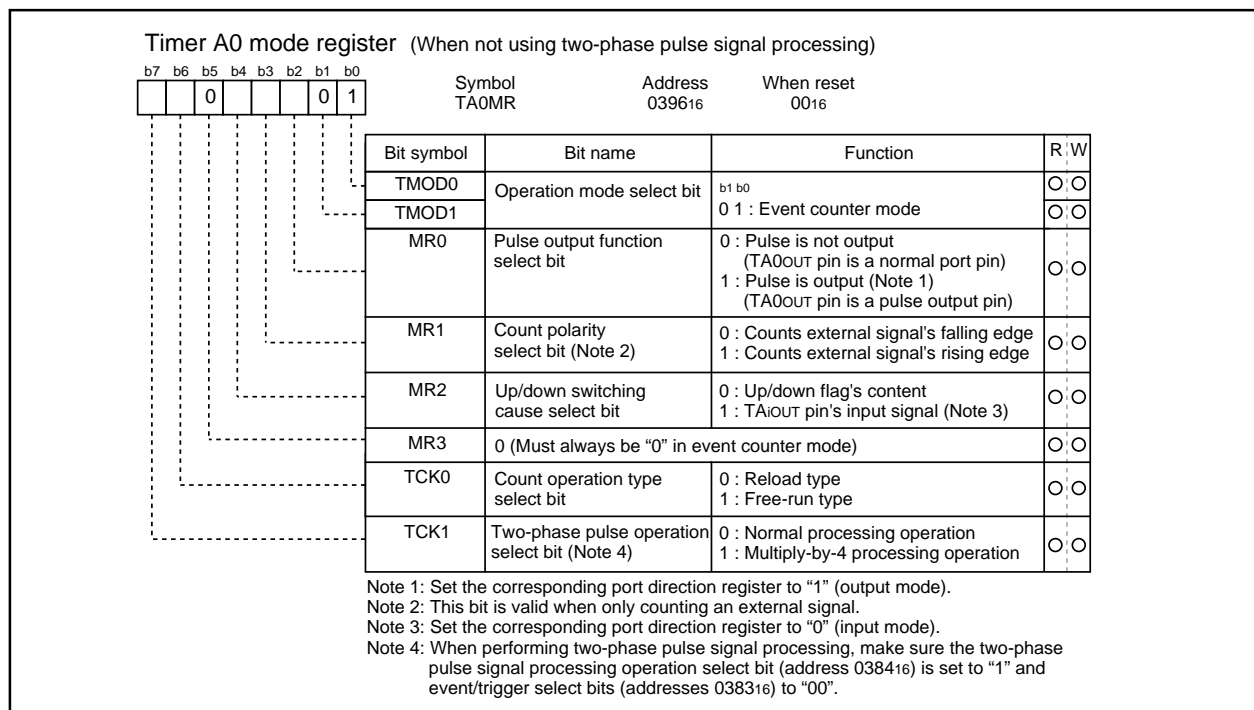 Timer A0 mode register (When not using two-phase pulse signal processing)
b7 b6 b5 b4 b3 b2 b1 b0
0 0 1
Symbol Address When reset
TA0MR 039616 0016
Bit symbol Bit name Function R W
TMOD0 Operation mode select bit b1 b0
TMOD1 0 1 : Event counter mode
MR0 Pulse output function 0 : Pulse is not output
select bit (TA0OUT pin is a normal port pin)
1 : Pulse is output (Note 1)
(TA0OUT pin is a pulse output pin)
MR1 Count polarity 0 : Counts external signal's falling edge
select bit (Note 2) 1 : Counts external signal's rising edge
MR2 Up/down switching 0 : Up/down flag's content
cause select bit 1 : TAiOUT pin's input signal (Note 3)
MR3 0 (Must always be “0” in event counter mode)
TCK0 Count operation type 0 : Reload type
select bit 1 : Free-run type
TCK1 Two-phase pulse operation 0 : Normal processing operation
select bit (Note 4) 1 : Multiply-by-4 processing operation
Note 1: Set the corresponding port direction register to “1” (output mode).
Note 2: This bit is valid when only counting an external signal.
Note 3: Set the corresponding port direction register to “0” (input mode).
Note 4: When performing two-phase pulse signal processing, make sure the two-phase
pulse signal processing operation select bit (address 038416) is set to “1” and
event/trigger select bits (addresses 038316) to “00”.